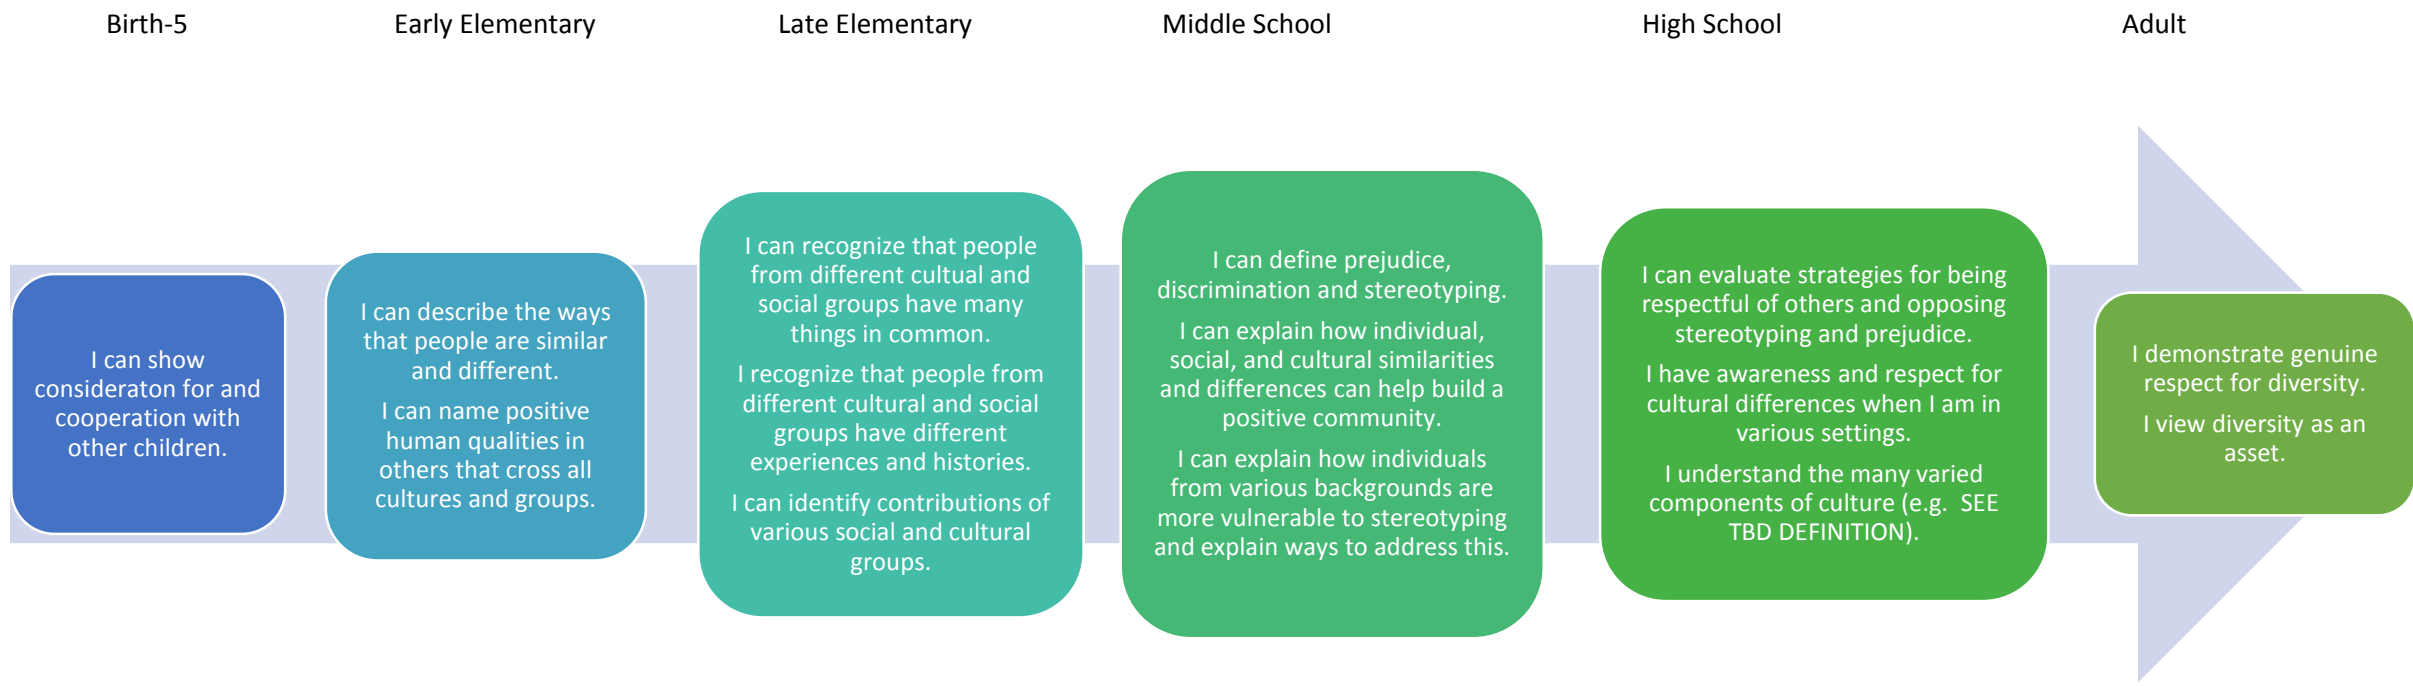 Birth-5
Early Elementary
Late Elementary
Middle School
High School
Adult
I can show
consideraton for and
cooperation with
other children.
I can describe the ways
that people are similar
and different.
I can name positive
human qualities in
others that cross all
cultures and groups.
I can recognize that people
from different cultual and
social groups have many
things in common.
I recognize that people from
different cultural and social
groups have different
experiences and histories.
I can identify contributions of
various social and cultural
groups.
I can define prejudice,
discrimination and stereotyping.
I can explain how individual,
social, and cultural similarities
and differences can help build a
positive community.
I can explain how individuals
from various backgrounds are
more vulnerable to stereotyping
and explain ways to address this.
I can evaluate strategies for being
respectful of others and opposing
stereotyping and prejudice.
I have awareness and respect for
cultural differences when I am in
various settings.
I understand the many varied
components of culture (e.g.  SEE
TBD DEFINITION).
I demonstrate genuine
respect for diversity.
I view diversity as an
asset.